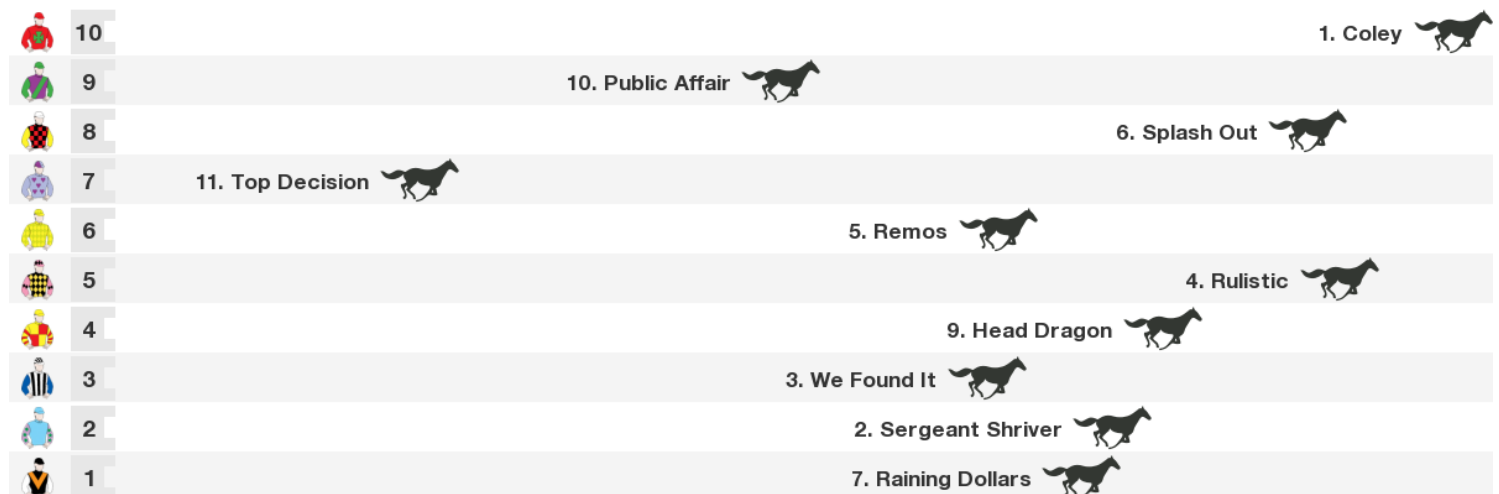 10 1. Coley
9 10. Public Affair
8 6. Splash Out
7 11. Top Decision
6 5. Remos
5 4. Rulistic
4 9. Head Dragon
3 3. We Found It
2 2. Sergeant Shriver
1 7. Raining Dollars